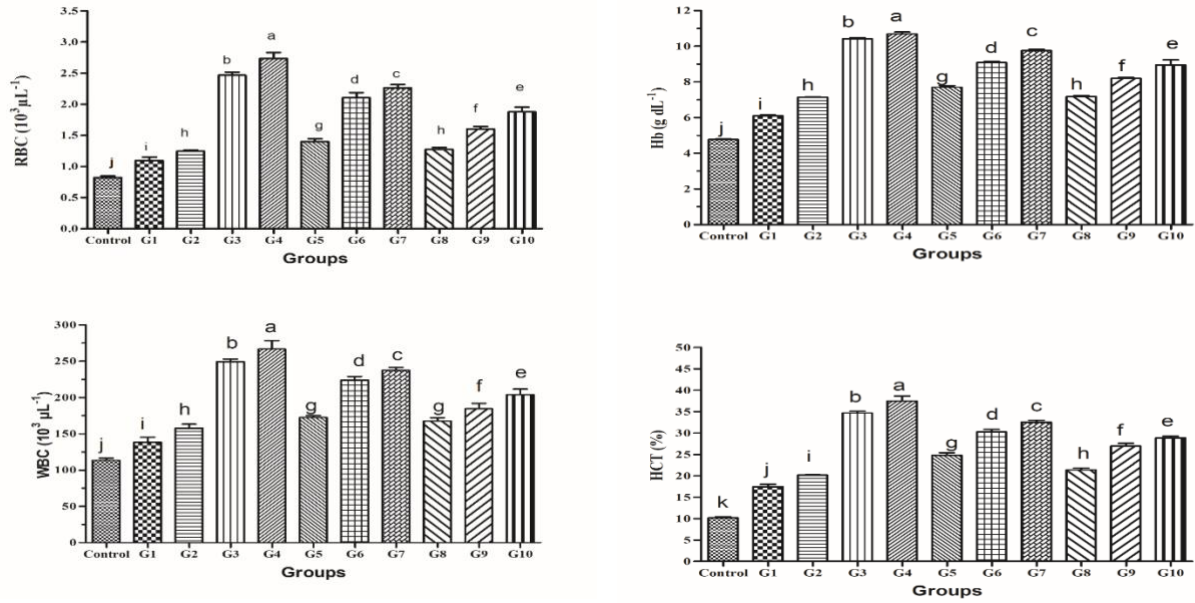 RBC (10³ µL⁻¹)
3.5
3.0
2.5
2.0
1.5
1.0
0.5
0.0
j
i
h
b
a
g
d
c
h
f
e
Control G1 G2 G3 G4 G5 G6 G7 G8 G9 G10
Groups
Hb (g dL⁻¹)
12
10
8
6
4
2
0
j
i
h
b
a
g
d
c
h
f
e
Control G1 G2 G3 G4 G5 G6 G7 G8 G9 G10
Groups
WBC (10³ µL⁻¹)
300
250
200
150
100
50
0
j
i
h
b
a
g
d
c
g
f
e
Control G1 G2 G3 G4 G5 G6 G7 G8 G9 G10
Groups
HCT (%)
50
45
40
35
30
25
20
15
10
5
0
k
j
i
b
a
g
d
c
h
f
e
Control G1 G2 G3 G4 G5 G6 G7 G8 G9 G10
Groups